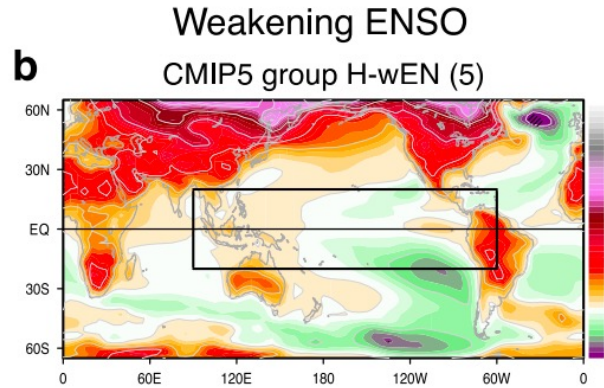 Weakening ENSO
b
CMIP5 group H-wEN (5)
60N
30N
EQ
30S
60S
0 60E 120E 180 120W 60W 0